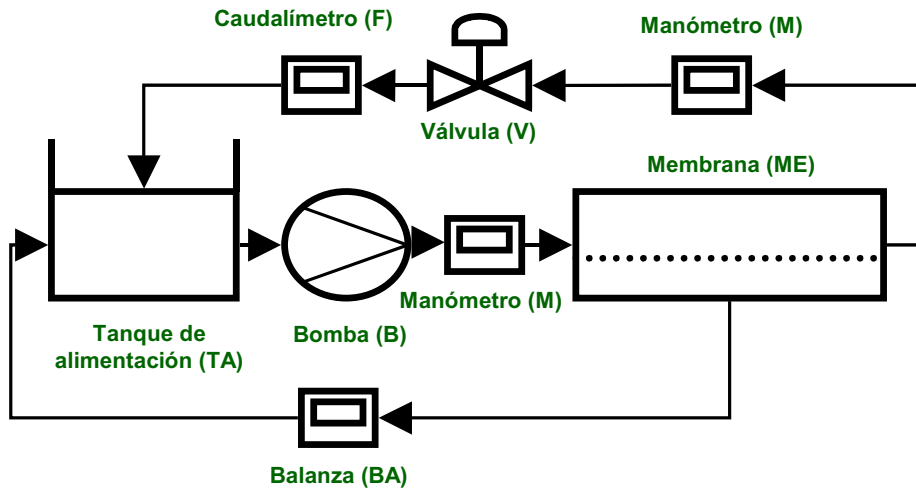 Caudalímetro (F)
Manómetro (M)
Válvula (V)
Membrana (ME)
Manómetro (M)
Tanque de
alimentación (TA)
Bomba (B)
Balanza (BA)